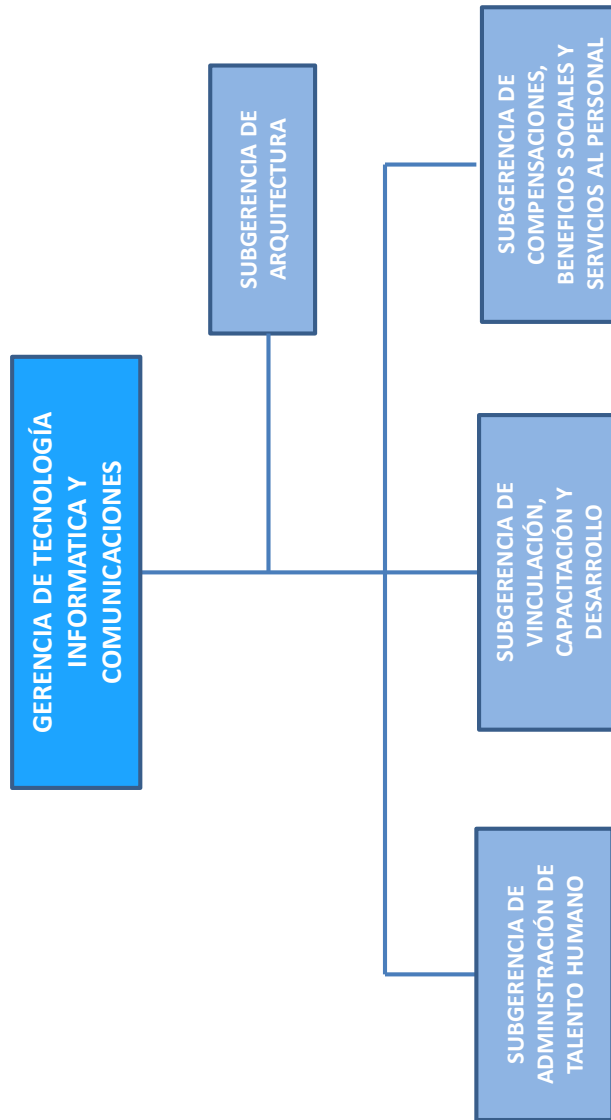 GERENCIA DE TECNOLOGÍA
INFORMATICA Y
COMUNICACIONES
SUBGERENCIA DE
ARQUITECTURA
SUBGERENCIA DE
ADMINISTRACIÓN DE
TALENTO HUMANO
SUBGERENCIA DE
VINCULACIÓN,
CAPACITACIÓN Y
DESARROLLO
SUBGERENCIA DE
COMPENSACIONES,
BENEFICIOS SOCIALES Y
SERVICIOS AL PERSONAL